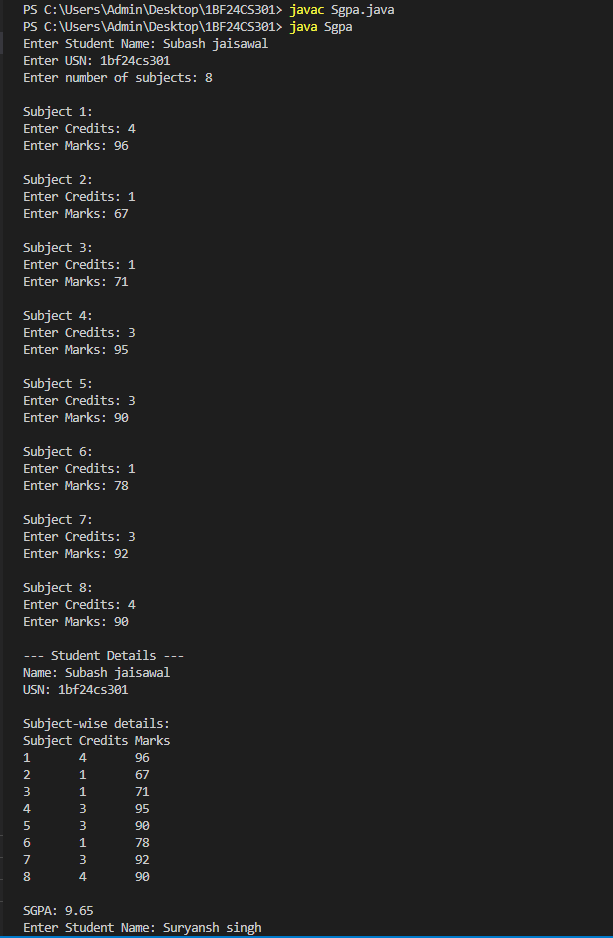 PS C:\Users\Admin\Desktop\1BF24CS301> javac Sgpa.java
PS C:\Users\Admin\Desktop\1BF24CS301> java Sgpa
Enter Student Name: Subash jaisawal
Enter USN: 1bf24cs301
Enter number of subjects: 8

Subject 1:
Enter Credits: 4
Enter Marks: 96

Subject 2:
Enter Credits: 1
Enter Marks: 67

Subject 3:
Enter Credits: 1
Enter Marks: 71

Subject 4:
Enter Credits: 3
Enter Marks: 95

Subject 5:
Enter Credits: 3
Enter Marks: 90

Subject 6:
Enter Credits: 1
Enter Marks: 78

Subject 7:
Enter Credits: 3
Enter Marks: 92

Subject 8:
Enter Credits: 4
Enter Marks: 90

--- Student Details ---
Name: Subash jaisawal
USN: 1bf24cs301

Subject-wise details:
Subject Credits Marks
1 4 96
2 1 67
3 1 71
4 3 95
5 3 90
6 1 78
7 3 92
8 4 90

SGPA: 9.65
Enter Student Name: Suryansh singh